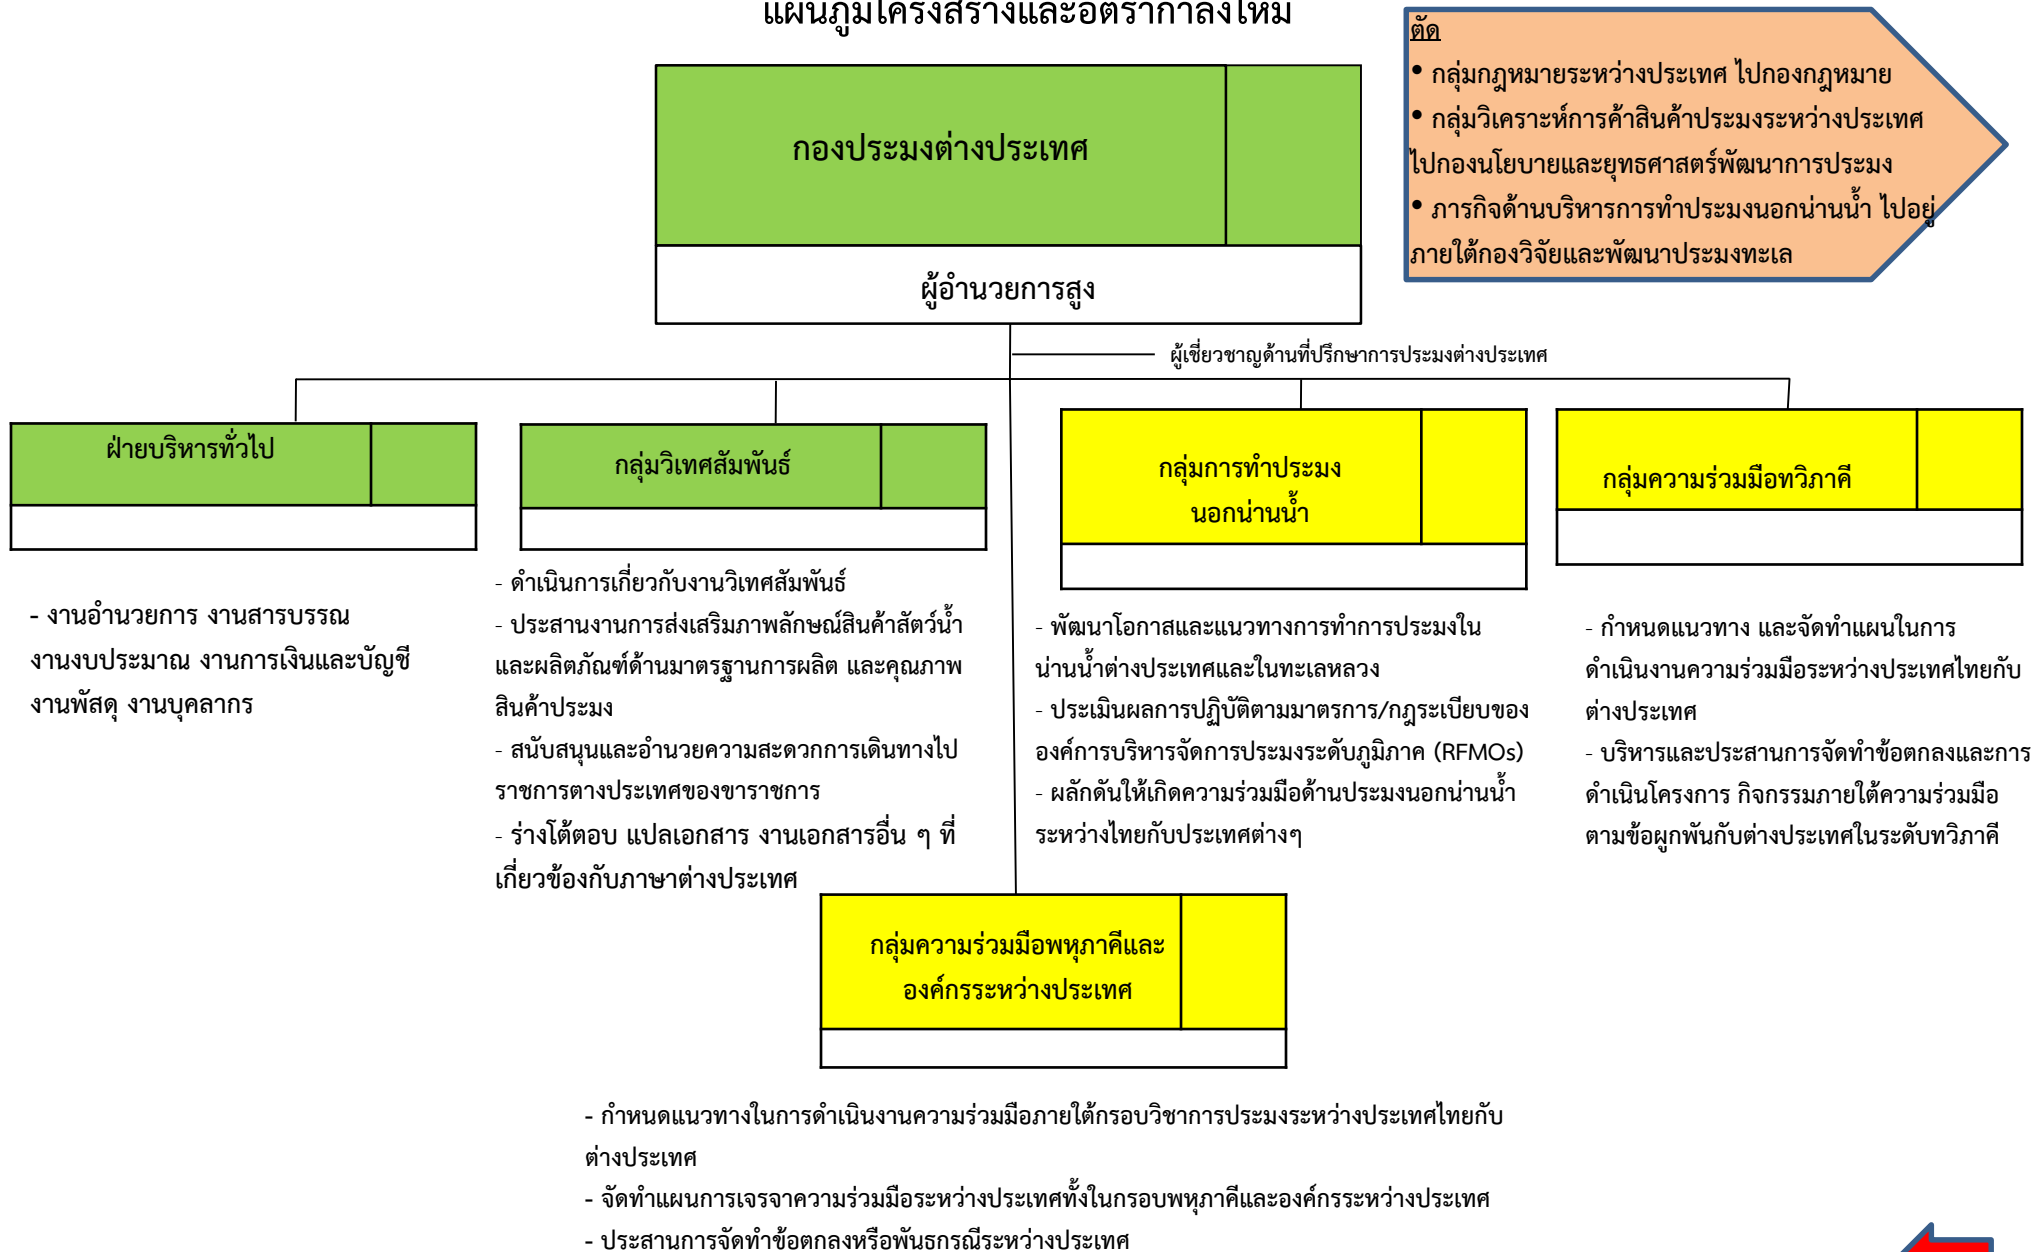 แผนภูมิโครงสร้างและอัตรากำลังใหม่
ตัด
• กลุ่มกฎหมายระหว่างประเทศ ไปกองกฎหมาย
• กลุ่มวิเคราะห์การค้าสินค้าประมงระหว่างประเทศ
ไปกองนโยบายและยุทธศาสตร์พัฒนาการประมง
• ภารกิจด้านบริหารการทำประมงนอกน่านน้ำ ไปอยู่
ภายใต้กองวิจัยและพัฒนาประมงทะเล
กองประมงต่างประเทศ
ผู้อำนวยการสูง
ผู้เชี่ยวชาญด้านที่ปรึกษาการประมงต่างประเทศ
ฝ่ายบริหารทั่วไป
- งานอำนวยการ งานสารบรรณ
งานงบประมาณ งานการเงินและบัญชี
งานพัสดุ งานบุคลากร
กลุ่มวิเทศสัมพันธ์
- ดำเนินการเกี่ยวกับงานวิเทศสัมพันธ์
- ประสานงานการส่งเสริมภาพลักษณ์สินค้าสัตว์น้ำ
และผลิตภัณฑ์ด้านมาตรฐานการผลิต และคุณภาพ
สินค้าประมง
- สนับสนุนและอำนวยความสะดวกการเดินทางไป
ราชการตางประเทศของขาราชการ
- ร่างโต้ตอบ แปลเอกสาร งานเอกสารอื่น ๆ ที่
เกี่ยวข้องกับภาษาต่างประเทศ
กลุ่มการทำประมง
นอกน่านน้ำ
- พัฒนาโอกาสและแนวทางการทำการประมงใน
น่านน้ำต่างประเทศและในทะเลหลวง
- ประเมินผลการปฏิบัติตามมาตรการ/กฎระเบียบของ
องค์การบริหารจัดการประมงระดับภูมิภาค (RFMOs)
- ผลักดันให้เกิดความร่วมมือด้านประมงนอกน่านน้ำ
ระหว่างไทยกับประเทศต่างๆ
กลุ่มความร่วมมือทวิภาคี
- กำหนดแนวทาง และจัดทำแผนในการ
ดำเนินงานความร่วมมือระหว่างประเทศไทยกับ
ต่างประเทศ
- บริหารและประสานการจัดทำข้อตกลงและการ
ดำเนินโครงการ กิจกรรมภายใต้ความร่วมมือ
ตามข้อผูกพันกับต่างประเทศในระดับทวิภาคี
กลุ่มความร่วมมือพหุภาคีและ
องค์กรระหว่างประเทศ
- กำหนดแนวทางในการดำเนินงานความร่วมมือภายใต้กรอบวิชาการประมงระหว่างประเทศไทยกับ
ต่างประเทศ
- จัดทำแผนการเจรจาความร่วมมือระหว่างประเทศทั้งในกรอบพหุภาคีและองค์กรระหว่างประเทศ
- ประสานการจัดทำข้อตกลงหรือพันธกรณีระหว่างประเทศ